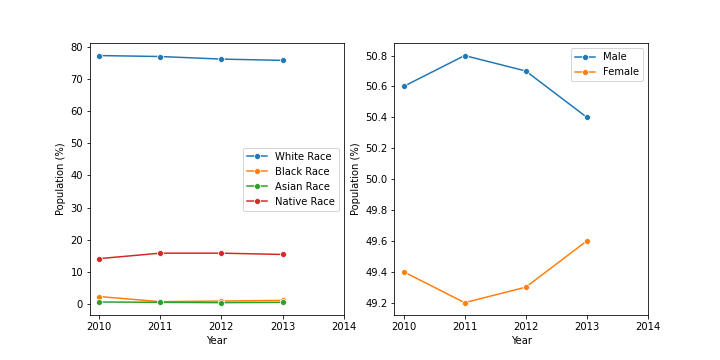 80
70
60
50
40
30
20
10
0
Population (%)
2010 2011 2012 2013 2014
Year
White Race
Black Race
Asian Race
Native Race
50.8
50.6
50.4
50.2
50.0
49.8
49.6
49.4
49.2
Population (%)
2010 2011 2012 2013 2014
Year
Male
Female